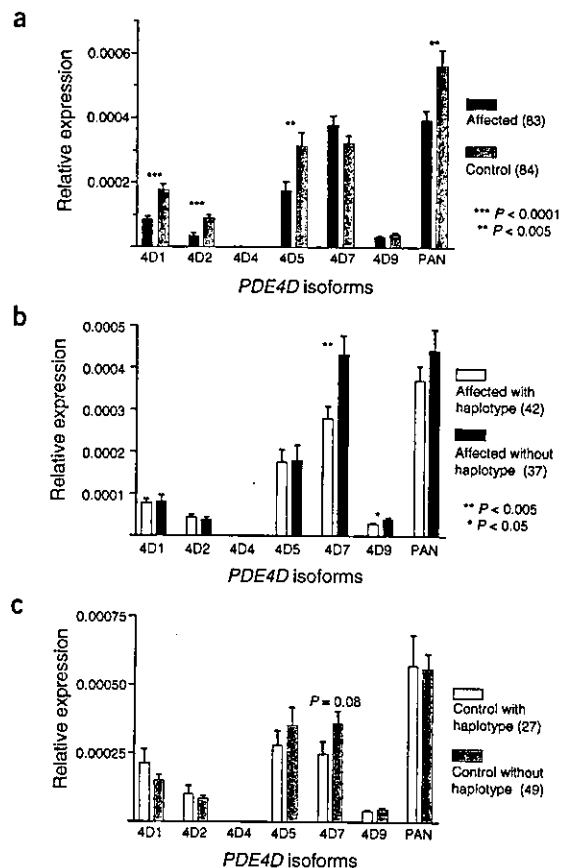 a
Relative expression
0.0006
0.0004
0.0002
***
***
**
**
Affected (83)
Control (84)
*** P < 0.0001
** P < 0.005
4D1 4D2 4D4 4D5 4D7 4D9 PAN
PDE4D isoforms
b
Relative expression
0.0005
0.0004
0.0003
0.0002
0.0001
**
*
Affected with
haplotype (42)
Affected without
haplotype (37)
** P < 0.005
* P < 0.05
4D1 4D2 4D4 4D5 4D7 4D9 PAN
PDE4D isoforms
c
Relative expression
0.00075
0.00050
0.00025
P = 0.08
Control with
haplotype (27)
Control without
haplotype (49)
4D1 4D2 4D4 4D5 4D7 4D9 PAN
PDE4D isoforms